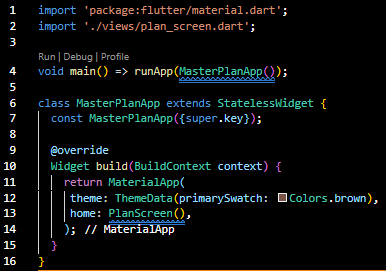 1 import 'package:flutter/material.dart';
2 import './views/plan_screen.dart';
3
Run | Debug | Profile
4 void main() => runApp(MasterPlanApp());
5
6 class MasterPlanApp extends StatelessWidget {
7   const MasterPlanApp({super.key});
8
9   @override
10   Widget build(BuildContext context) {
11     return MaterialApp(
12       theme: ThemeData(primarySwatch: Colors.brown),
13       home: PlanScreen(),
14     ); // MaterialApp
15   }
16 }